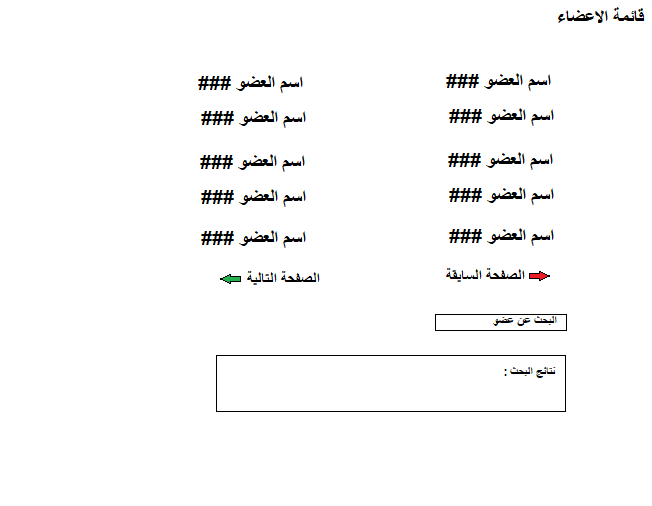 قائمة الاعضاء
اسم العضو ### اسم العضو ###
اسم العضو ### اسم العضو ###
اسم العضو ### اسم العضو ###
اسم العضو ### اسم العضو ###
اسم العضو ### اسم العضو ###
الصفحة السابقة الصفحة التالية
البحث عن عضو
نتائج البحث :